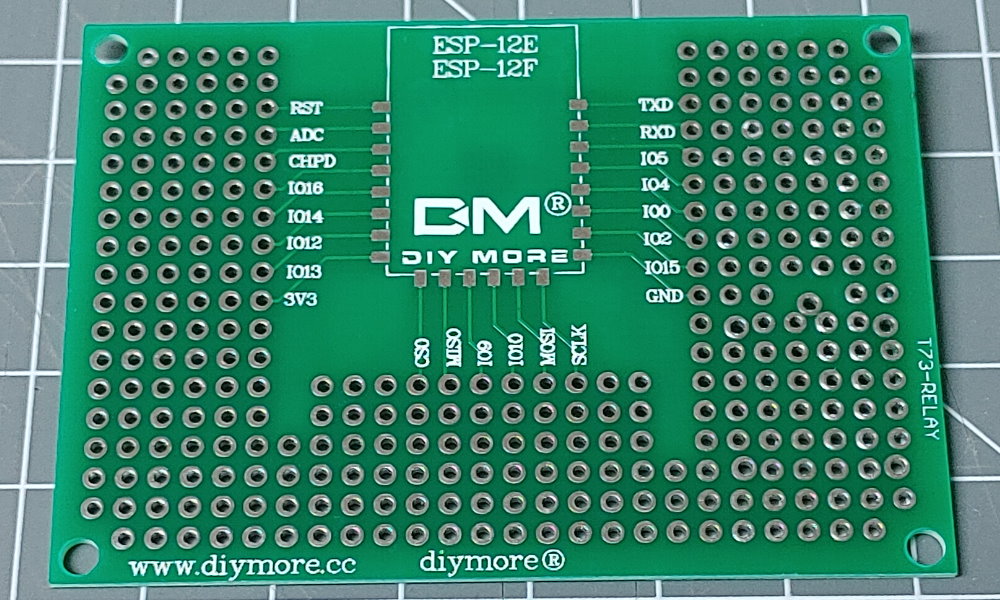 ESP-12E
ESP-12F
RST
ADC
CHPD
IO16
IO14
IO12
IO13
3V3
TXD
RXD
IO5
IO4
IO0
IO2
IO15
GND
DM®
DIY MORE
CS0
MISO
IO9
IO10
MOSI
SCLK
T73-RELAY
www.diymore.cc
diymore®